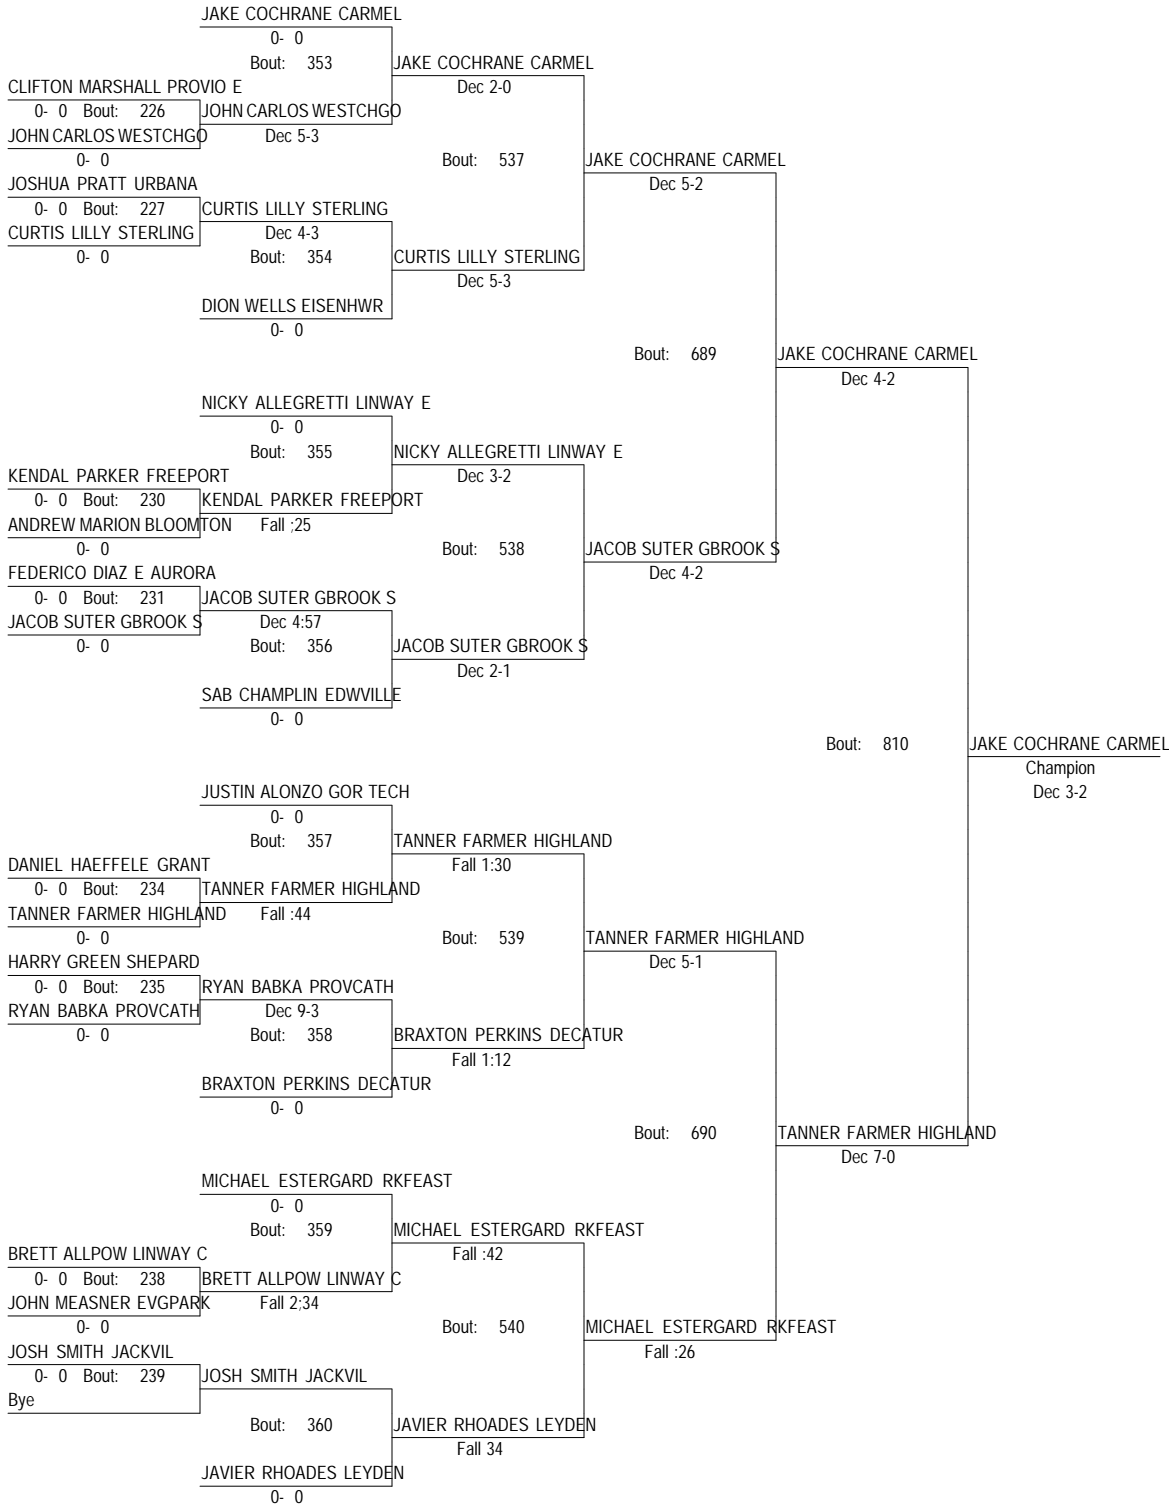 JAKE COCHRANE CARMEL
0- 0
Bout: 353
JAKE COCHRANE CARMEL
Dec 2-0
CLIFTON MARSHALL PROVIO E
0- 0 Bout: 226
JOHN CARLOS WESTCHGO
JOHN CARLOS WESTCHGO
Dec 5-3
0- 0
Bout: 537
JAKE COCHRANE CARMEL
Dec 5-2
JOSHUA PRATT URBANA
0- 0 Bout: 227
CURTIS LILLY STERLING
CURTIS LILLY STERLING
Dec 4-3
0- 0
Bout: 354
CURTIS LILLY STERLING
Dec 5-3
DION WELLS EISENHWR
0- 0
Bout: 689
JAKE COCHRANE CARMEL
Dec 4-2
NICKY ALLEGRETTI LINWAY E
0- 0
Bout: 355
NICKY ALLEGRETTI LINWAY E
Dec 3-2
KENDAL PARKER FREEPORT
0- 0 Bout: 230
KENDAL PARKER FREEPORT
ANDREW MARION BLOOMTON
Fall ;25
0- 0
Bout: 538
JACOB SUTER GBROOK S
Dec 4-2
FEDERICO DIAZ E AURORA
0- 0 Bout: 231
JACOB SUTER GBROOK S
JACOB SUTER GBROOK S
Dec 4:57
0- 0
Bout: 356
JACOB SUTER GBROOK S
Dec 2-1
SAB CHAMPLIN EDWVILLE
0- 0
Bout: 810
JAKE COCHRANE CARMEL
Champion
Dec 3-2
JUSTIN ALONZO GOR TECH
0- 0
Bout: 357
TANNER FARMER HIGHLAND
Fall 1:30
DANIEL HAEFFELE GRANT
0- 0 Bout: 234
TANNER FARMER HIGHLAND
TANNER FARMER HIGHLAND
Fall :44
0- 0
Bout: 539
TANNER FARMER HIGHLAND
Dec 5-1
HARRY GREEN SHEPARD
0- 0 Bout: 235
RYAN BABKA PROVCATH
RYAN BABKA PROVCATH
Dec 9-3
0- 0
Bout: 358
BRAXTON PERKINS DECATUR
Fall 1:12
BRAXTON PERKINS DECATUR
0- 0
Bout: 690
TANNER FARMER HIGHLAND
Dec 7-0
MICHAEL ESTERGARD RKFEAST
0- 0
Bout: 359
MICHAEL ESTERGARD RKFEAST
Fall :42
BRETT ALLPOW LINWAY C
0- 0 Bout: 238
BRETT ALLPOW LINWAY C
JOHN MEASNER EVGPARK
Fall 2;34
0- 0
Bout: 540
MICHAEL ESTERGARD RKFEAST
Fall :26
JOSH SMITH JACKVIL
0- 0 Bout: 239
JOSH SMITH JACKVIL
Bye
Bout: 360
JAVIER RHOADES LEYDEN
Fall 34
JAVIER RHOADES LEYDEN
0- 0